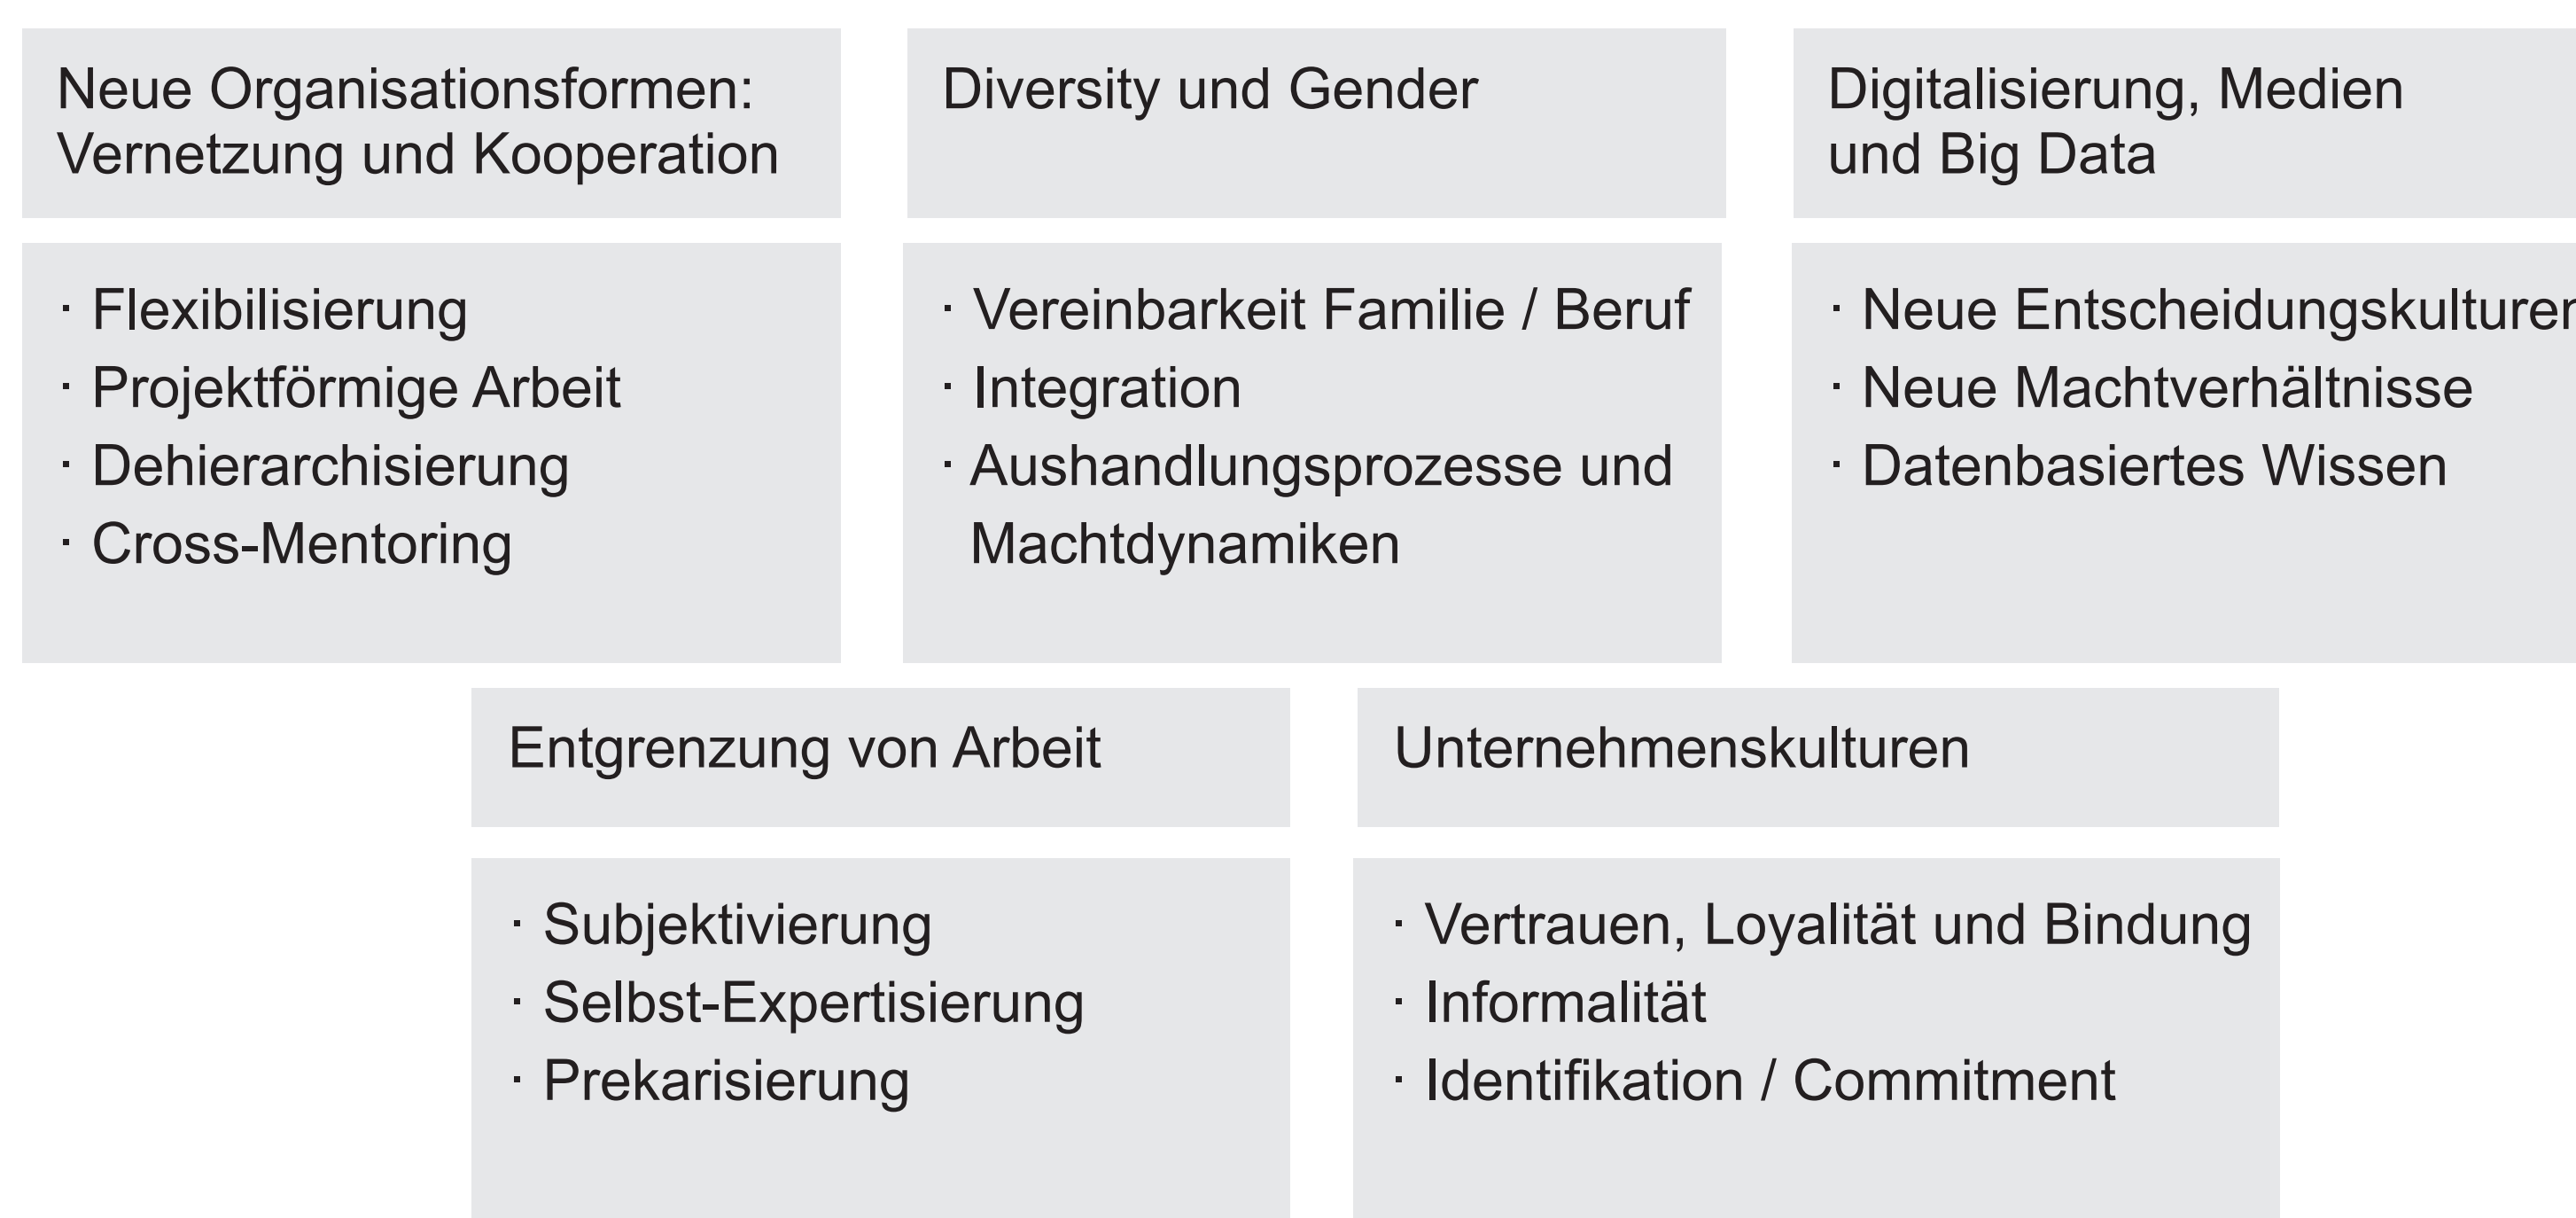 Neue Organisationsformen:
Vernetzung und Kooperation
· Flexibilisierung
· Projektförmige Arbeit
· Dehierarchisierung
· Cross-Mentoring
Diversity und Gender
· Vereinbarkeit Familie / Beruf
· Integration
· Aushandlungsprozesse und
Machtdynamiken
Digitalisierung, Medien
und Big Data
· Neue Entscheidungskulturen
· Neue Machtverhältnisse
· Datenbasiertes Wissen
Entgrenzung von Arbeit
· Subjektivierung
· Selbst-Expertisierung
· Prekarisierung
Unternehmenskulturen
· Vertrauen, Loyalität und Bindung
· Informalität
· Identifikation / Commitment